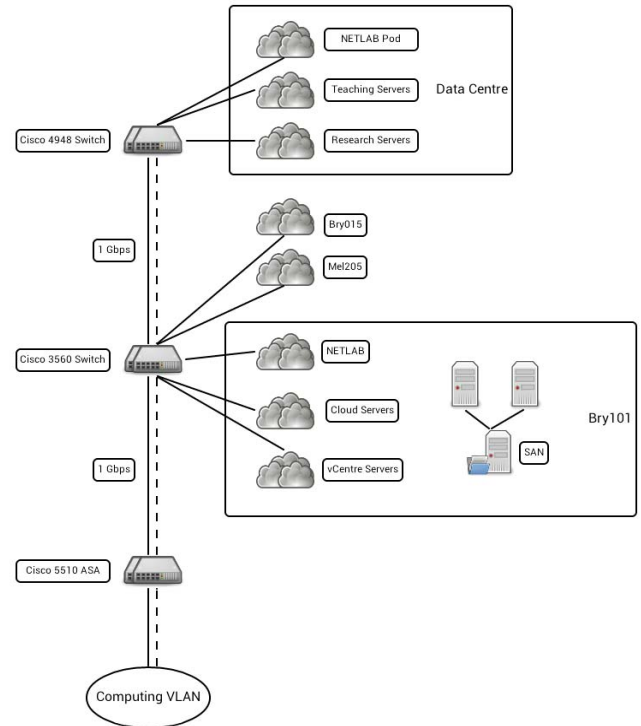 NETLAB Pod
Teaching Servers
Data Centre
Cisco 4948 Switch
Research Servers
Bry015
1 Gbps
Mel205
Cisco 3560 Switch
NETLAB
Cloud Servers
Bry101
1 Gbps
vCentre Servers
SAN
Cisco 5510 ASA
Computing VLAN